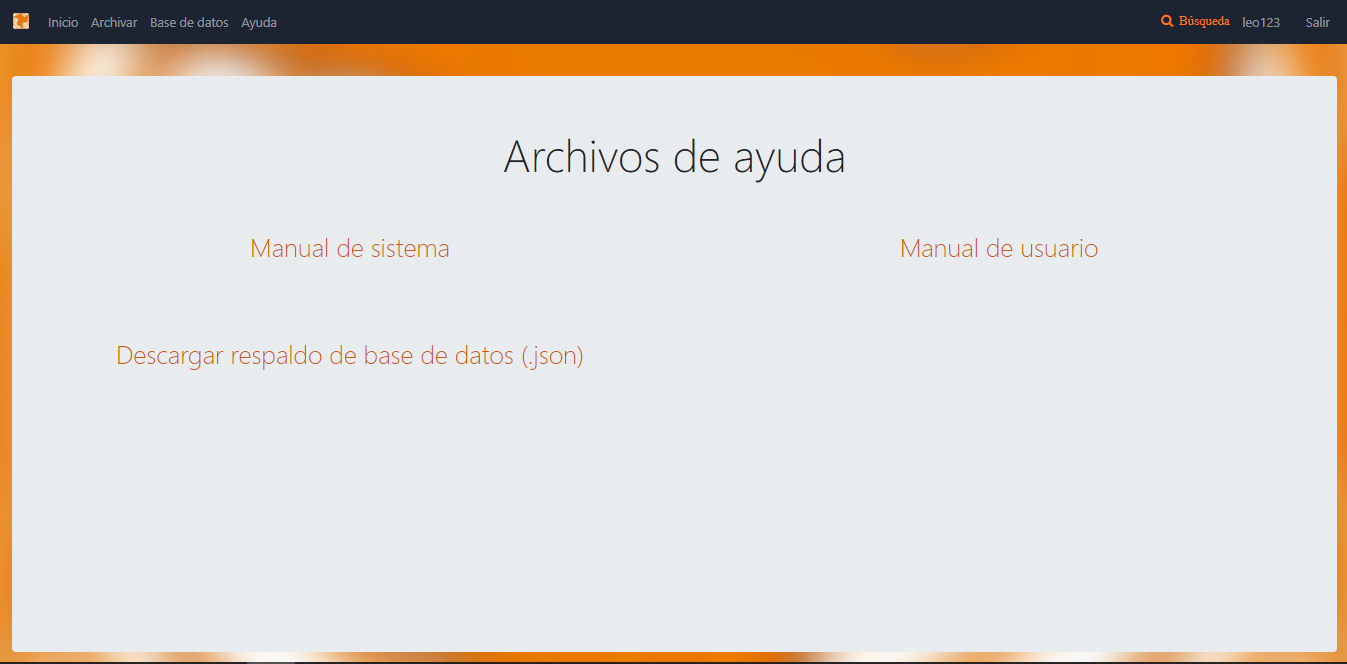 Inicio Archivar Base de datos Ayuda Búsqueda leo123 Salir
Archivos de ayuda
Manual de sistema Manual de usuario
Descargar respaldo de base de datos (.json)